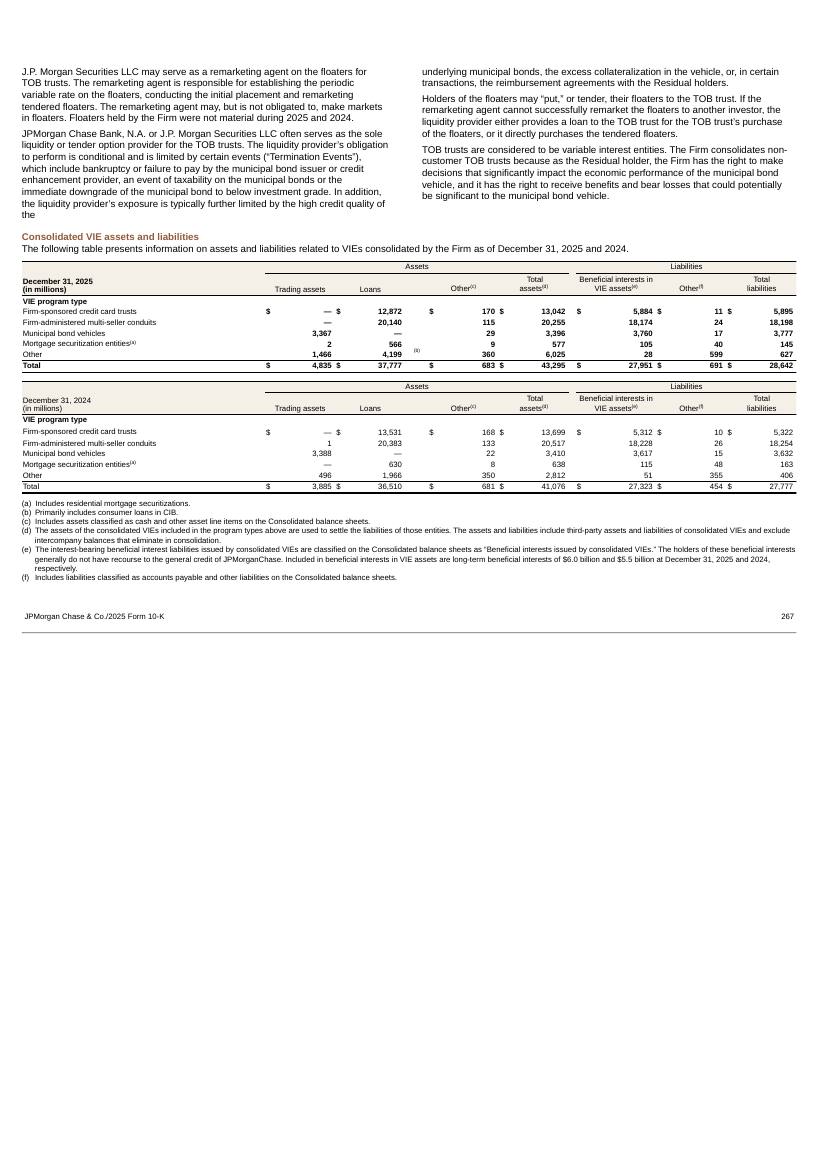 J.P. Morgan Securities LLC may serve as a remarketing agent on the floaters for
TOB trusts. The remarketing agent is responsible for establishing the periodic
variable rate on the floaters, conducting the initial placement and remarketing
tendered floaters. The remarketing agent may, but is not obligated to, make markets
in floaters. Floaters held by the Firm were not material during 2025 and 2024.
JPMorgan Chase Bank, N.A. or J.P. Morgan Securities LLC often serves as the sole
liquidity or tender option provider for the TOB trusts. The liquidity provider’s obligation
to perform is conditional and is limited by certain events (“Termination Events”),
which include bankruptcy or failure to pay by the municipal bond issuer or credit
enhancement provider, an event of taxability on the municipal bonds or the
immediate downgrade of the municipal bond to below investment grade. In addition,
the liquidity provider’s exposure is typically further limited by the high credit quality of
the
underlying municipal bonds, the excess collateralization in the vehicle, or, in certain
transactions, the reimbursement agreements with the Residual holders.
Holders of the floaters may “put,” or tender, their floaters to the TOB trust. If the
remarketing agent cannot successfully remarket the floaters to another investor, the
liquidity provider either provides a loan to the TOB trust for the TOB trust’s purchase
of the floaters, or it directly purchases the tendered floaters.
TOB trusts are considered to be variable interest entities. The Firm consolidates non-
customer TOB trusts because as the Residual holder, the Firm has the right to make
decisions that significantly impact the economic performance of the municipal bond
vehicle, and it has the right to receive benefits and bear losses that could potentially
be significant to the municipal bond vehicle.
Consolidated VIE assets and liabilities
The following table presents information on assets and liabilities related to VIEs consolidated by the Firm as of December 31, 2025 and 2024.
Assets Liabilities
December 31, 2025
(in millions) Trading assets Loans Other(c) Total assets(d) Beneficial interests in VIE assets(e) Other(f) Total liabilities
VIE program type
Firm-sponsored credit card trusts $ — $ 12,872 $ 170 $ 13,042 $ 5,884 $ 11 $ 5,895
Firm-administered multi-seller conduits — 20,140 115 20,255 18,174 24 18,198
Municipal bond vehicles 3,367 — 29 3,396 3,760 17 3,777
Mortgage securitization entities(a) 2 566 9 577 105 40 145
Other 1,466 4,199 (b) 360 6,025 28 599 627
Total $ 4,835 $ 37,777 $ 683 $ 43,295 $ 27,951 $ 691 $ 28,642
Assets Liabilities
December 31, 2024
(in millions) Trading assets Loans Other(c) Total assets(d) Beneficial interests in VIE assets(e) Other(f) Total liabilities
VIE program type
Firm-sponsored credit card trusts $ — $ 13,531 $ 168 $ 13,699 $ 5,312 $ 10 $ 5,322
Firm-administered multi-seller conduits 1 20,383 133 20,517 18,228 26 18,254
Municipal bond vehicles 3,388 — 22 3,410 3,617 15 3,632
Mortgage securitization entities(a) — 630 8 638 115 48 163
Other 496 1,966 350 2,812 51 355 406
Total $ 3,885 $ 36,510 $ 681 $ 41,076 $ 27,323 $ 454 $ 27,777
(a) Includes residential mortgage securitizations.
(b) Primarily includes consumer loans in CIB.
(c) Includes assets classified as cash and other asset line items on the Consolidated balance sheets.
(d) The assets of the consolidated VIEs included in the program types above are used to settle the liabilities of those entities. The assets and liabilities include third-party assets and liabilities of consolidated VIEs and exclude
intercompany balances that eliminate in consolidation.
(e) The interest-bearing beneficial interest liabilities issued by consolidated VIEs are classified on the Consolidated balance sheets as “Beneficial interests issued by consolidated VIEs.” The holders of these beneficial interests
generally do not have recourse to the general credit of JPMorganChase. Included in beneficial interests in VIE assets are long-term beneficial interests of $6.0 billion and $5.5 billion at December 31, 2025 and 2024,
respectively.
(f) Includes liabilities classified as accounts payable and other liabilities on the Consolidated balance sheets.
JPMorgan Chase & Co./2025 Form 10-K 267